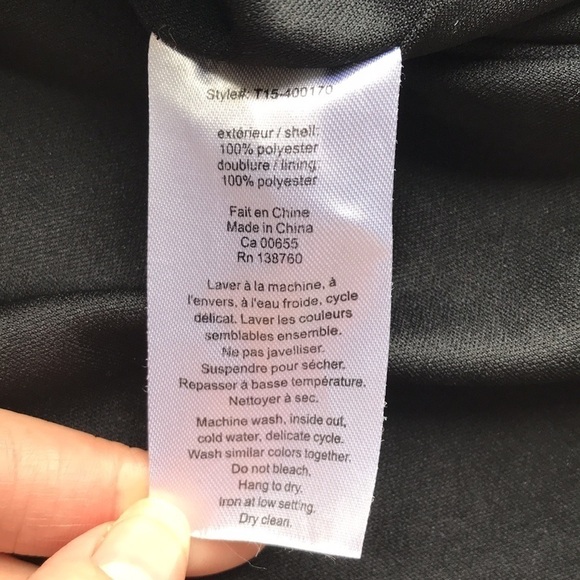 Style#: T15-400170
extérieur / shell:
100% polyester
doublure / lining:
100% polyester
Fait en Chine
Made in China
Ca 00655
Rn 138760
Laver à la machine, à
l'envers, à l'eau froide, cycle
délicat. Laver les couleurs
semblables ensemble.
Ne pas javelliser.
Suspendre pour sécher.
Repasser à basse température.
Nettoyer à sec.
Machine wash, inside out,
cold water, delicate cycle.
Wash similar colors together.
Do not bleach.
Hang to dry.
Iron at low setting.
Dry clean.